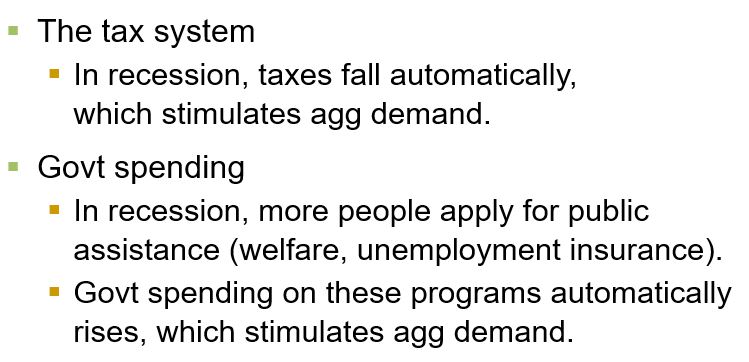 The tax system
In recession, taxes fall automatically,
which stimulates agg demand.
Govt spending
In recession, more people apply for public
assistance (welfare, unemployment insurance).
Govt spending on these programs automatically
rises, which stimulates agg demand.